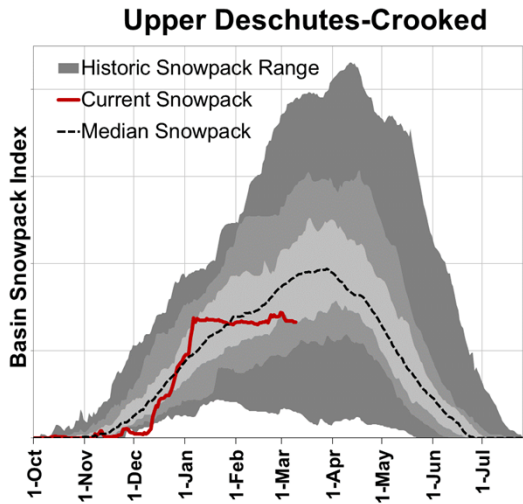 Upper Deschutes-Crooked
Historic Snowpack Range
Current Snowpack
Median Snowpack
Basin Snowpack Index
1-Oct
1-Nov
1-Dec
1-Jan
1-Feb
1-Mar
1-Apr
1-May
1-Jun
1-Jul